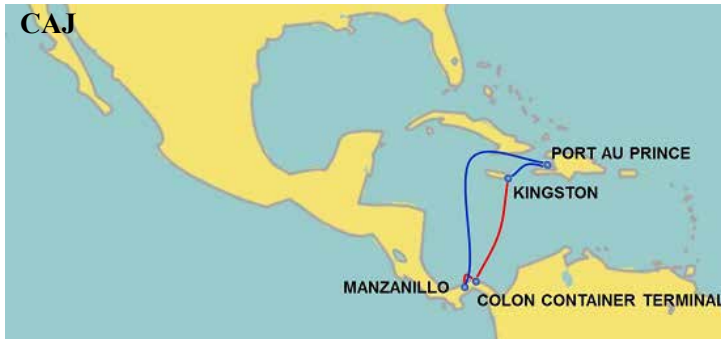 CAJ
PORT AU PRINCE
KINGSTON
MANZANILLO
COLON CONTAINER TERMINAL